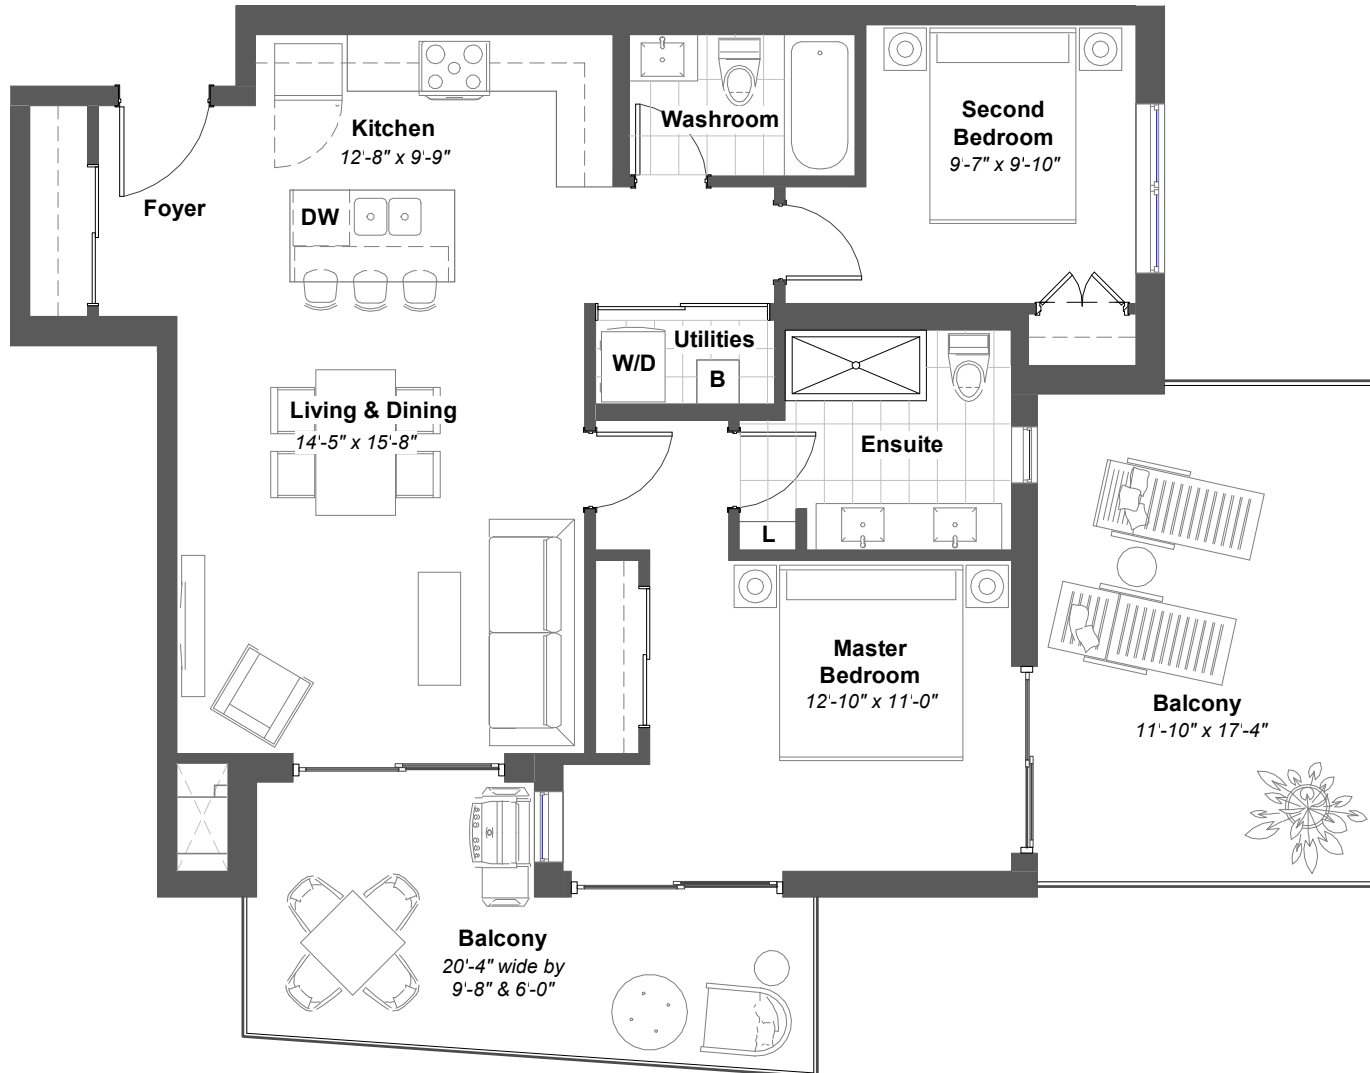 Kitchen
12'-8" x 9'-9"
Washroom
Second
Bedroom
9'-7" x 9'-10"
Foyer
DW
Utilities
W/D
B
Living & Dining
14'-5" x 15'-8"
Ensuite
L
Master
Bedroom
12'-10" x 11'-0"
Balcony
11'-10" x 17'-4"
Balcony
20'-4" wide by
9'-8" & 6'-0"